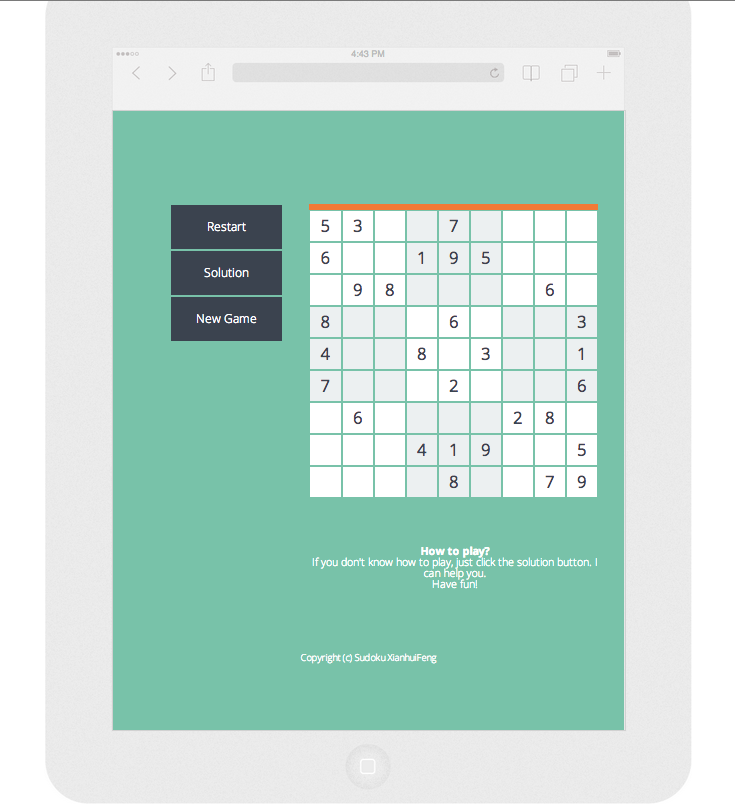 4:43 PM
Restart
Solution
New Game
5 3 7
6 1 9 5
9 8 6
8 6 3
4 8 3 1
7 2 6
6 2 8
4 1 9 5
8 7 9
How to play?
If you don't know how to play, just click the solution button. I
can help you.
Have fun!
Copyright (c) Sudoku XianhuiFeng